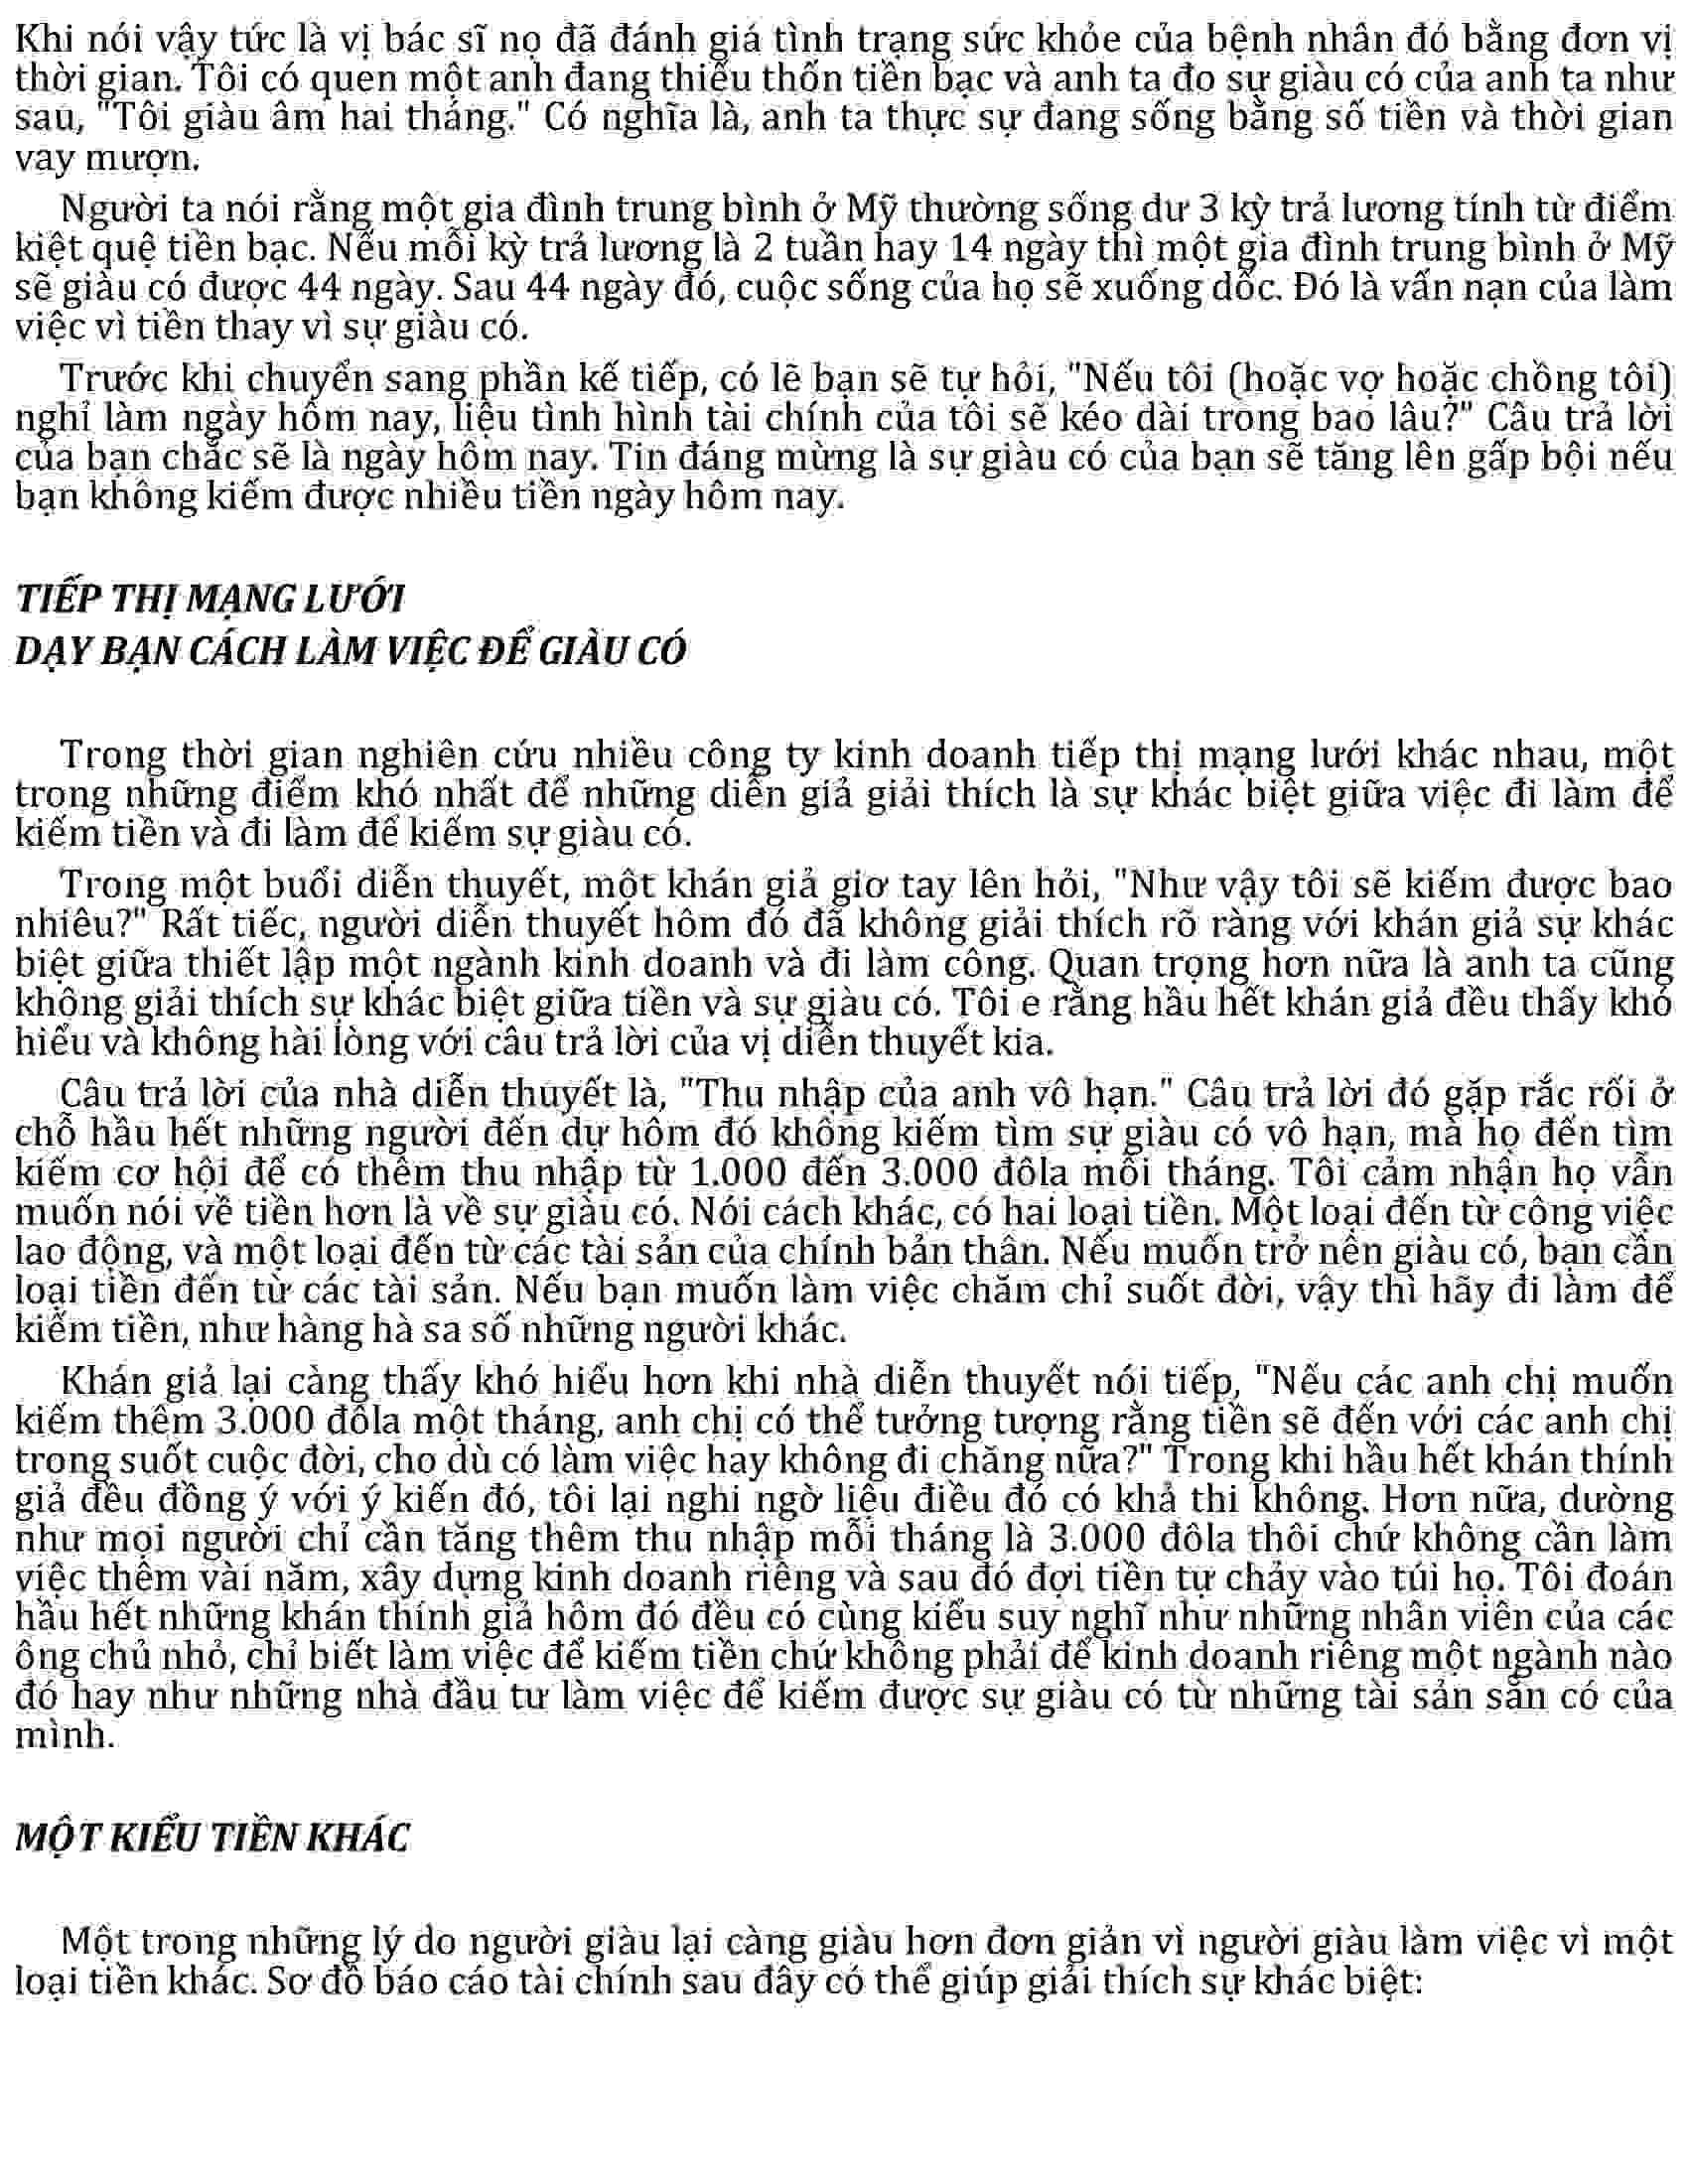 Khi nói vậy tức là vị bác sĩ nọ đã đánh giá tình trạng sức khỏe của bệnh nhân đó bằng đơn vị
thời gian. Tôi có quen một anh đang thiếu thốn tiền bạc và anh ta đo sự giàu có của anh ta như
sau, "Tôi giàu âm hai tháng." Có nghĩa là, anh ta thực sự đang sống bằng số tiền và thời gian
vay mượn.
Người ta nói rằng một gia đình trung bình ở Mỹ thường sống dư 3 kỳ trả lương tính từ điểm
kiệt quệ tiền bạc. Nếu mỗi kỳ trả lương là 2 tuần hay 14 ngày thì một gia đình trung bình ở Mỹ
sẽ giàu có được 44 ngày. Sau 44 ngày đó, cuộc sống của họ sẽ xuống dốc. Đó là vấn nạn của làm
việc vì tiền thay vì sự giàu có.
Trước khi chuyển sang phần kế tiếp, có lẽ bạn sẽ tự hỏi, "Nếu tôi (hoặc vợ hoặc chồng tôi)
nghỉ làm ngày hôm nay, liệu tình hình tài chính của tôi sẽ kéo dài trong bao lâu?" Câu trả lời
của bạn chắc sẽ là ngày hôm nay. Tin đáng mừng là sự giàu có của bạn sẽ tăng lên gấp bội nếu
bạn không kiếm được nhiều tiền ngày hôm nay.
TIẾP THỊ MẠNG LƯỚI
DẠY BẠN CÁCH LÀM VIỆC ĐỂ GIÀU CÓ
Trong thời gian nghiên cứu nhiều công ty kinh doanh tiếp thị mạng lưới khác nhau, một
trong những điểm khó nhất để những diễn giả giải thích là sự khác biệt giữa việc đi làm để
kiếm tiền và đi làm để kiếm sự giàu có.
Trong một buổi diễn thuyết, một khán giả giơ tay lên hỏi, "Như vậy tôi sẽ kiếm được bao
nhiêu?" Rất tiếc, người diễn thuyết hôm đó đã không giải thích rõ ràng với khán giả sự khác
biệt giữa thiết lập một ngành kinh doanh và đi làm công. Quan trọng hơn nữa là anh ta cũng
không giải thích sự khác biệt giữa tiền và sự giàu có. Tôi e rằng hầu hết khán giả đều thấy khó
hiểu và không hài lòng với câu trả lời của vị diễn thuyết kia.
Câu trả lời của nhà diễn thuyết là, "Thu nhập của anh vô hạn." Câu trả lời đó gặp rắc rối ở
chỗ hầu hết những người đến dự hôm đó không kiếm tìm sự giàu có vô hạn, mà họ đến tìm
kiếm cơ hội để có thêm thu nhập từ 1.000 đến 3.000 đôla mỗi tháng. Tôi cảm nhận họ vẫn
muốn nói về tiền hơn là về sự giàu có. Nói cách khác, có hai loại tiền. Một loại đến từ công việc
lao động, và một loại đến từ các tài sản của chính bản thân. Nếu muốn trở nên giàu có, bạn cần
loại tiền đến từ các tài sản. Nếu bạn muốn làm việc chăm chỉ suốt đời, vậy thì hãy đi làm để
kiếm tiền, như hàng hà sa số những người khác.
Khán giả lại càng thấy khó hiểu hơn khi nhà diễn thuyết nói tiếp, "Nếu các anh chị muốn
kiếm thêm 3.000 đôla một tháng, anh chị có thể tưởng tượng rằng tiền sẽ đến với các anh chị
trong suốt cuộc đời, cho dù có làm việc hay không đi chăng nữa?" Trong khi hầu hết khán thính
giả đều đồng ý với ý kiến đó, tôi lại nghi ngờ liệu điều đó có khả thi không. Hơn nữa, dường
như mọi người chỉ cần tăng thêm thu nhập mỗi tháng là 3.000 đôla thôi chứ không cần làm
việc thêm vài năm, xây dựng kinh doanh riêng và sau đó đợi tiền tự chảy vào túi họ. Tôi đoán
hầu hết những khán thính giả hôm đó đều có cùng kiểu suy nghĩ như những nhân viên của các
ông chủ nhỏ, chỉ biết làm việc để kiếm tiền chứ không phải để kinh doanh riêng một ngành nào
đó hay như những nhà đầu tư làm việc để kiếm được sự giàu có từ những tài sản sẵn có của
mình.
MỘT KIỂU TIỀN KHÁC
Một trong những lý do người giàu lại càng giàu hơn đơn giản vì người giàu làm việc vì một
loại tiền khác. Sơ đồ báo cáo tài chính sau đây có thể giúp giải thích sự khác biệt: